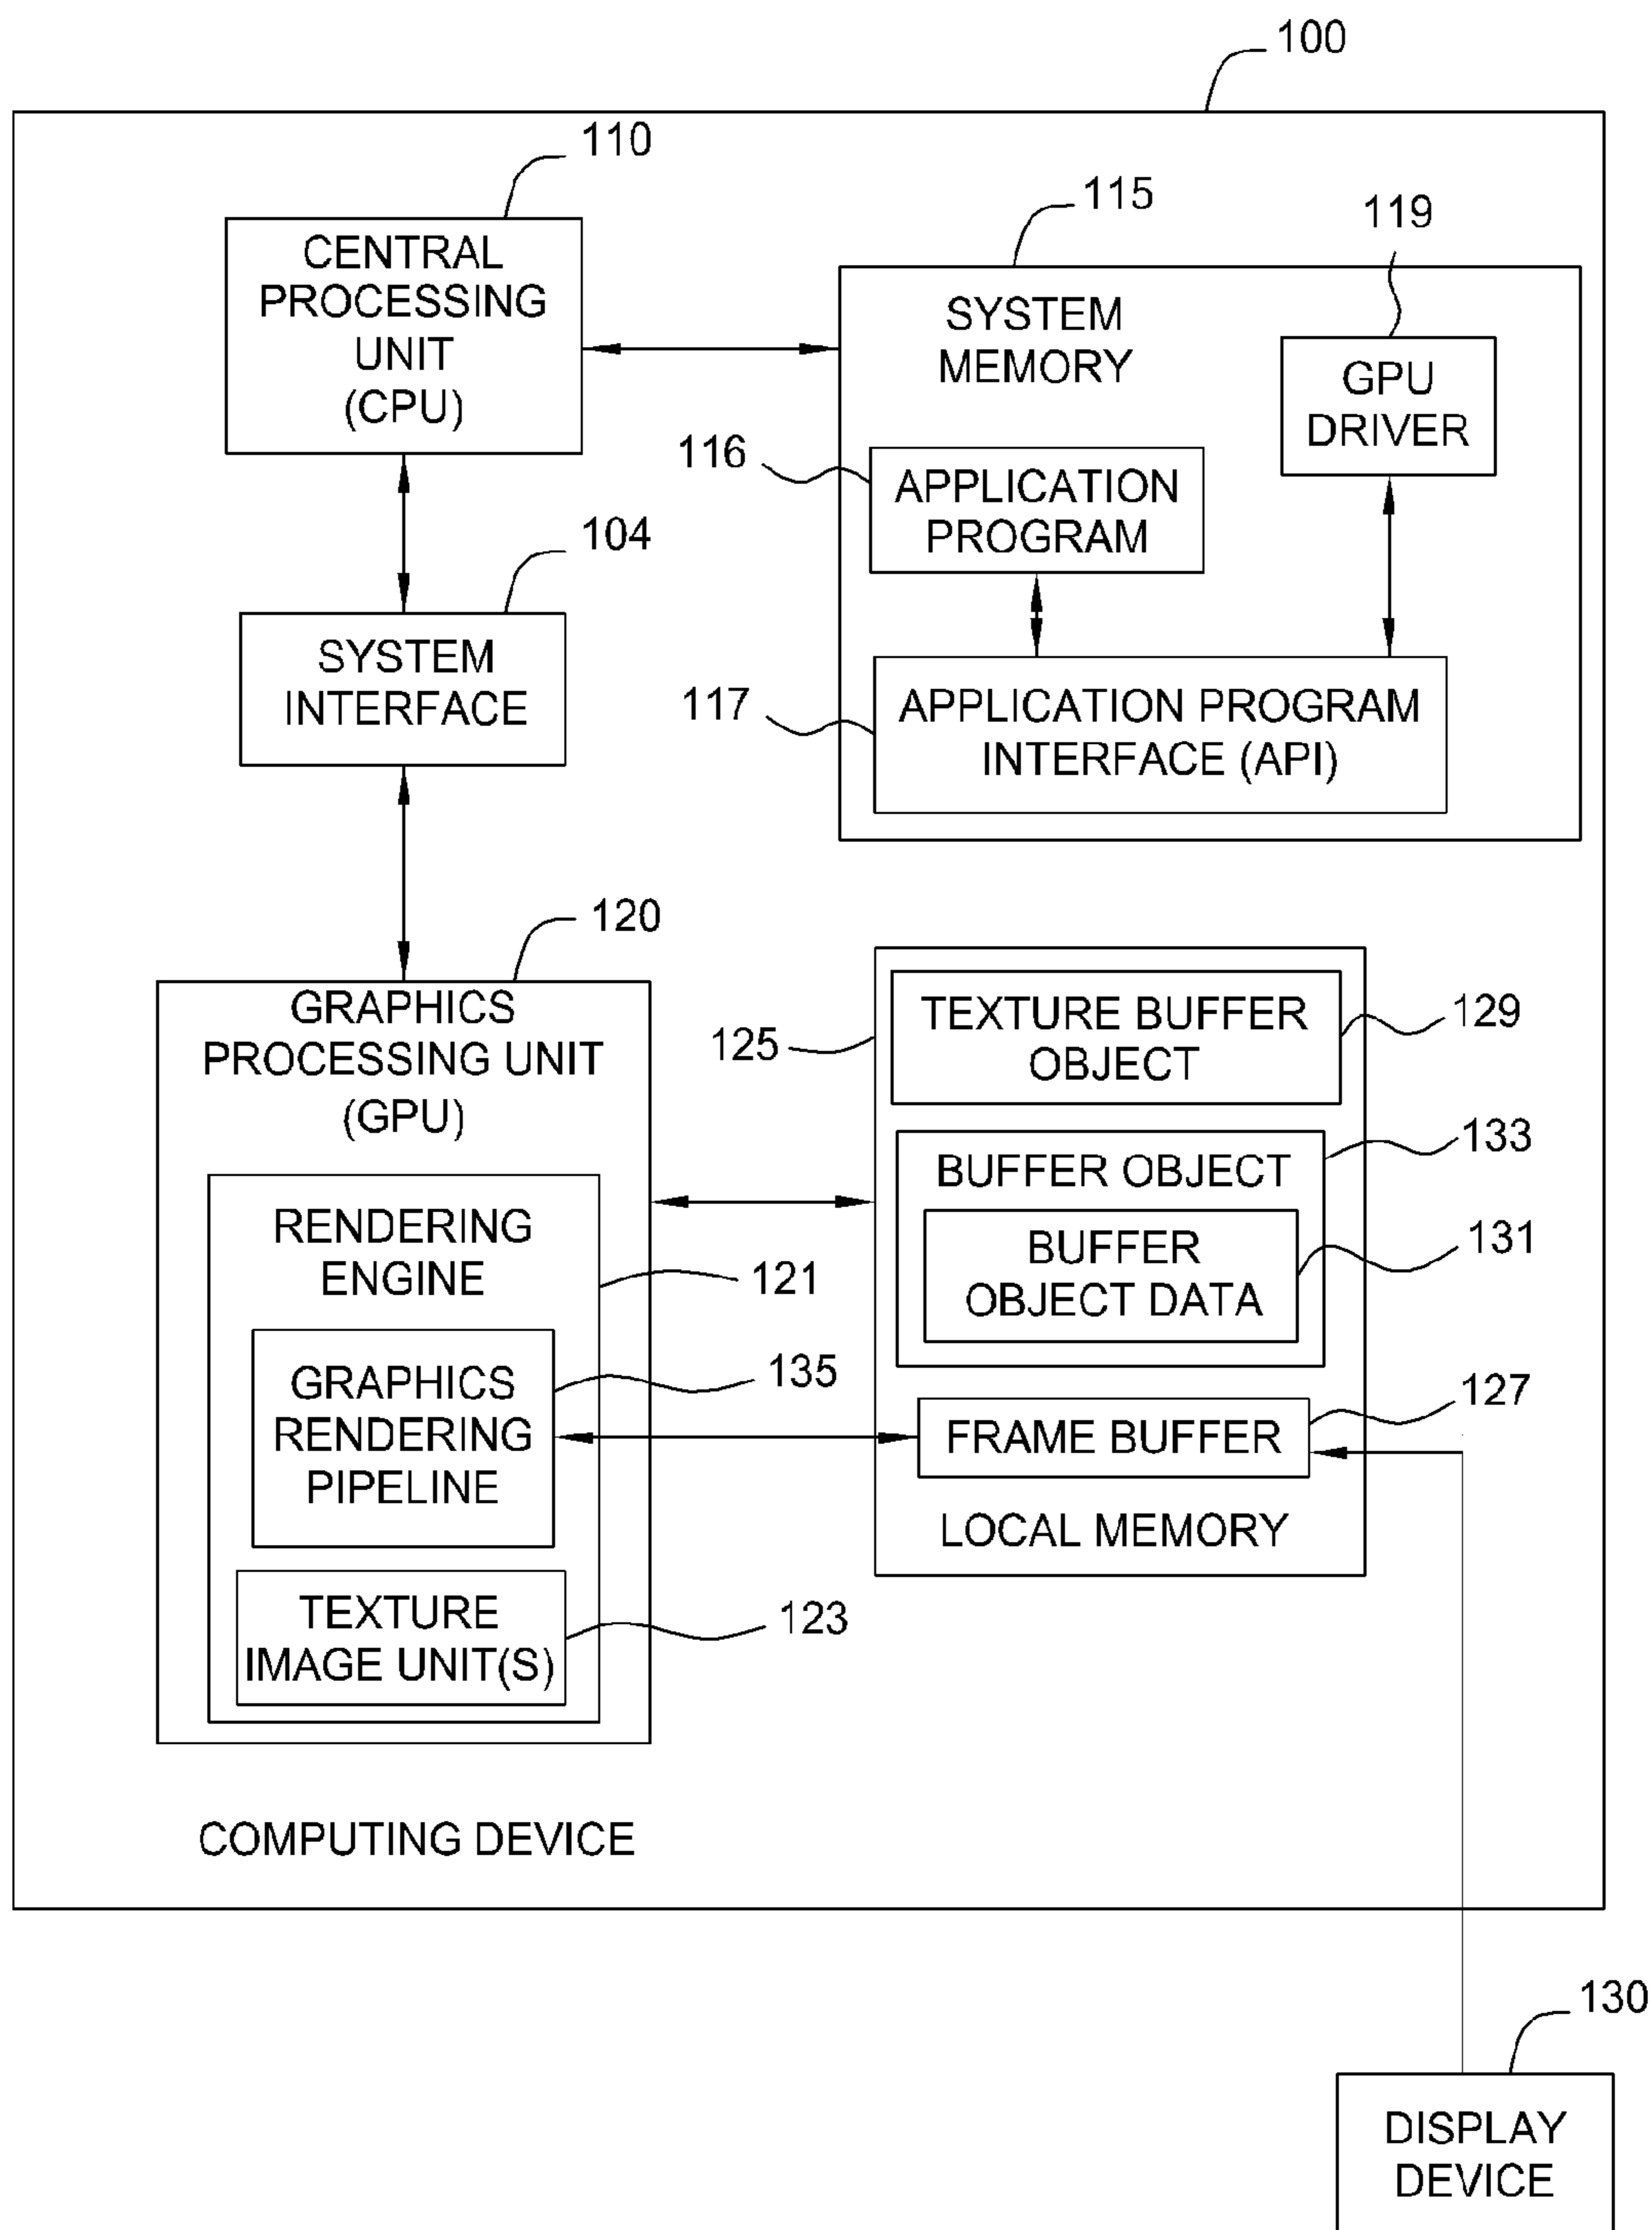 100
110
CENTRAL
PROCESSING
UNIT
(CPU)
115
119
SYSTEM
MEMORY
GPU
DRIVER
116
APPLICATION
PROGRAM
104
SYSTEM
INTERFACE
117
APPLICATION PROGRAM
INTERFACE (API)
120
GRAPHICS
PROCESSING UNIT
(GPU)
125
TEXTURE BUFFER
OBJECT
129
133
BUFFER OBJECT
BUFFER
OBJECT DATA
131
RENDERING
ENGINE
121
GRAPHICS
RENDERING
PIPELINE
135
127
FRAME BUFFER
LOCAL MEMORY
TEXTURE
IMAGE UNIT(S)
123
COMPUTING DEVICE
130
DISPLAY
DEVICE